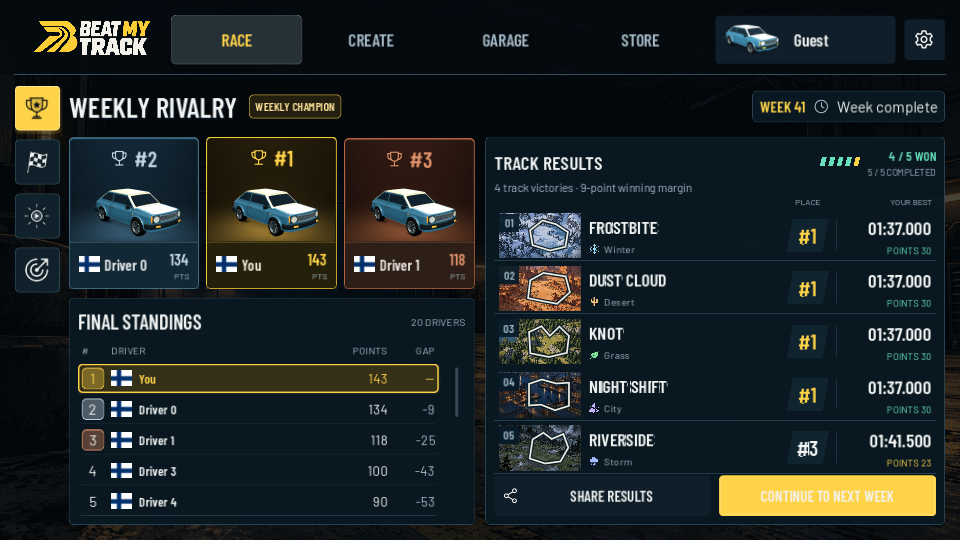 BEAT MY
TRACK
RACE
CREATE
GARAGE
STORE
Guest
WEEKLY RIVALRY
WEEKLY CHAMPION
WEEK 41
Week complete
#2
#1
#3
Driver 0
134
PTS
You
143
PTS
Driver 1
118
PTS
TRACK RESULTS
4 / 5 WON
4 track victories · 9-point winning margin
5 / 5 COMPLETED
PLACE
YOUR BEST
01
FROSTBITE
Winter
#1
01:37.000
POINTS 30
02
DUST CLOUD
Desert
#1
01:37.000
POINTS 30
03
KNOT
Grass
#1
01:37.000
POINTS 30
04
NIGHT SHIFT
City
#1
01:37.000
POINTS 30
05
RIVERSIDE
Storm
#3
01:41.500
POINTS 23
SHARE RESULTS
CONTINUE TO NEXT WEEK
FINAL STANDINGS
20 DRIVERS
# DRIVER POINTS GAP
1 You 143 –
2 Driver 0 134 -9
3 Driver 1 118 -25
4 Driver 3 100 -43
5 Driver 4 90 -53